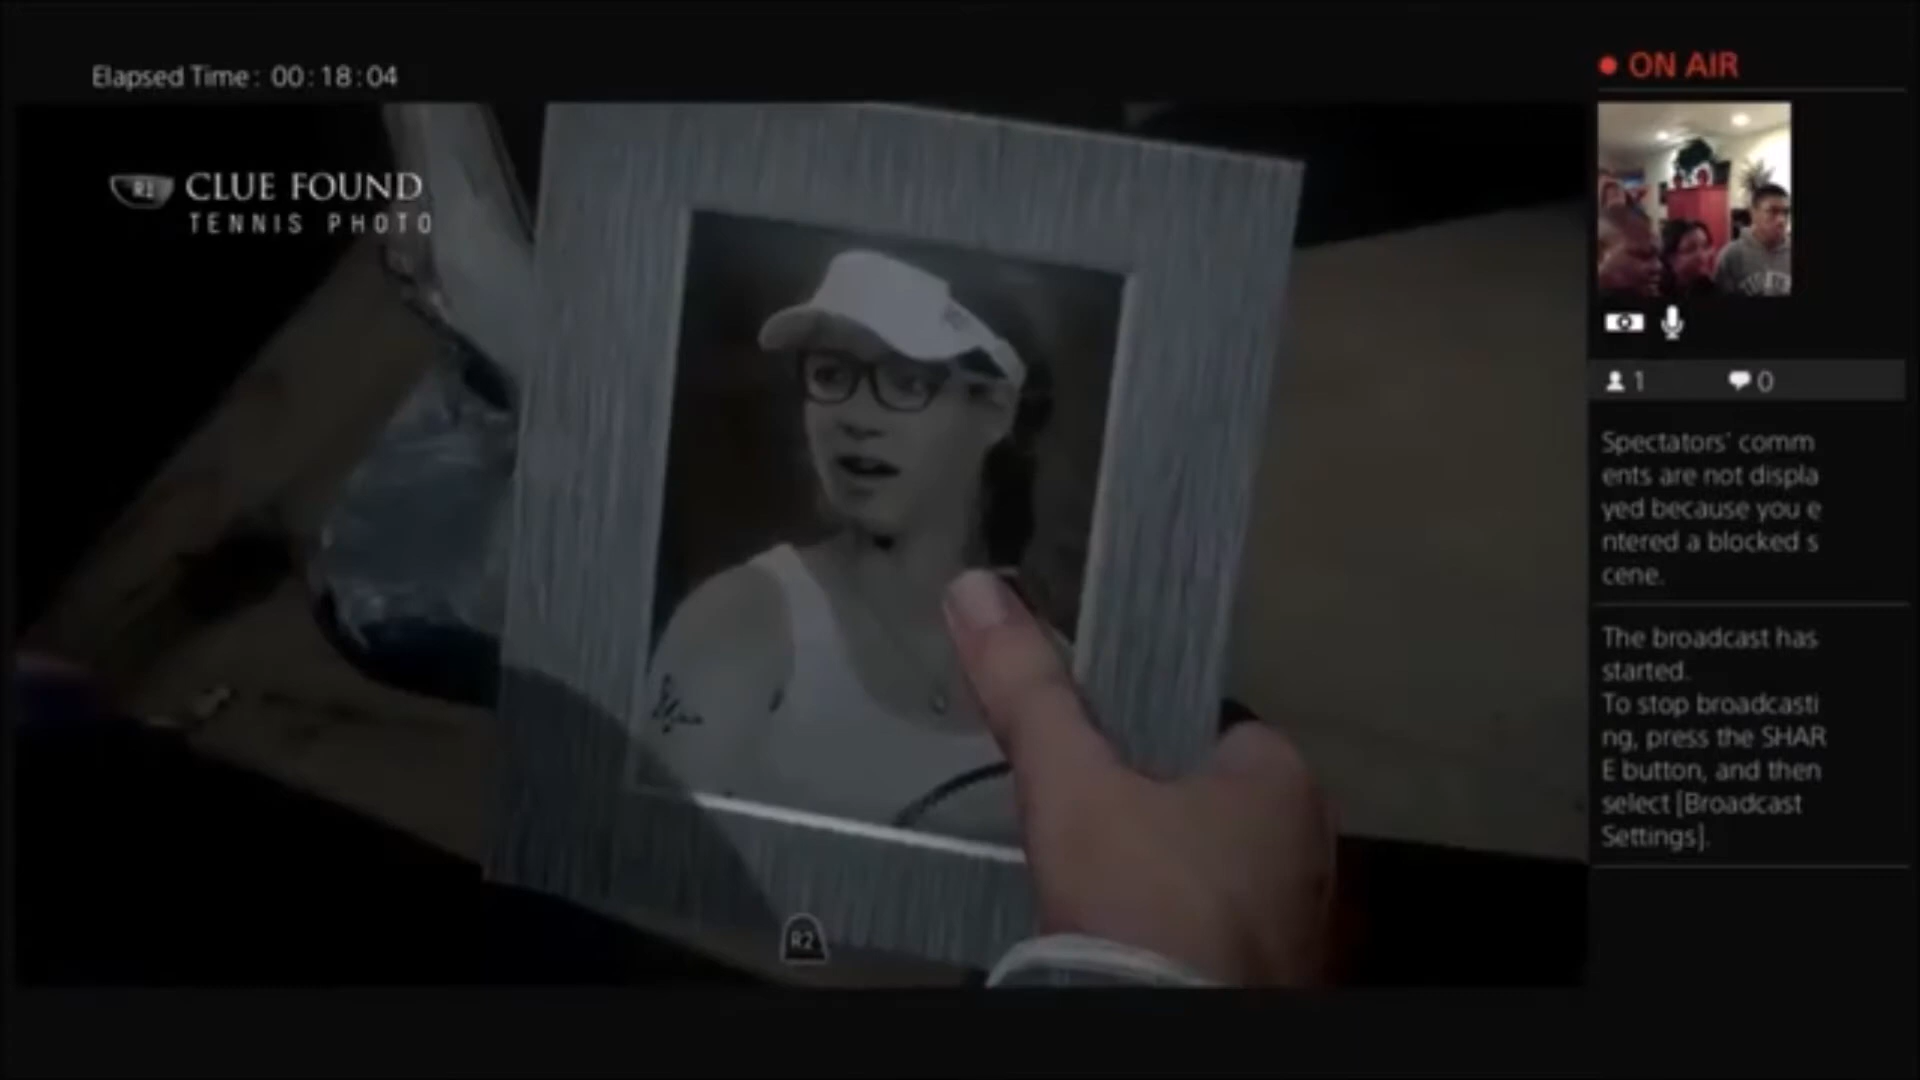 Elapsed Time: 00:18:04
ON AIR
R1 CLUE FOUND
TENNIS PHOTO
1 0
Spectators' comm
ents are not displa
yed because you e
ntered a blocked s
cene.
The broadcast has
started.
To stop broadcasti
ng, press the SHAR
E button, and then
select [Broadcast
Settings].
R2